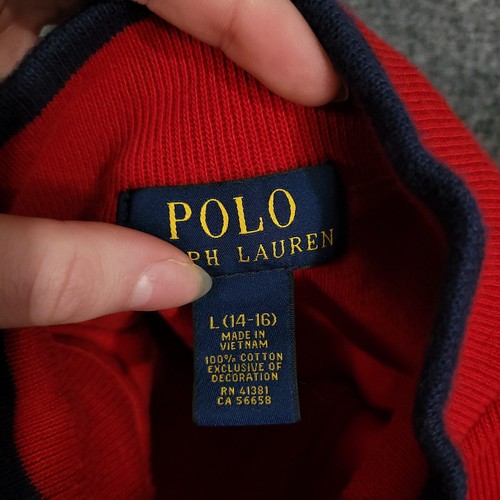 POLO
PH LAUREN
L (14-16)
MADE IN
VIETNAM
100% COTTON
EXCLUSIVE OF
DECORATION
RN 41381
CA 56658